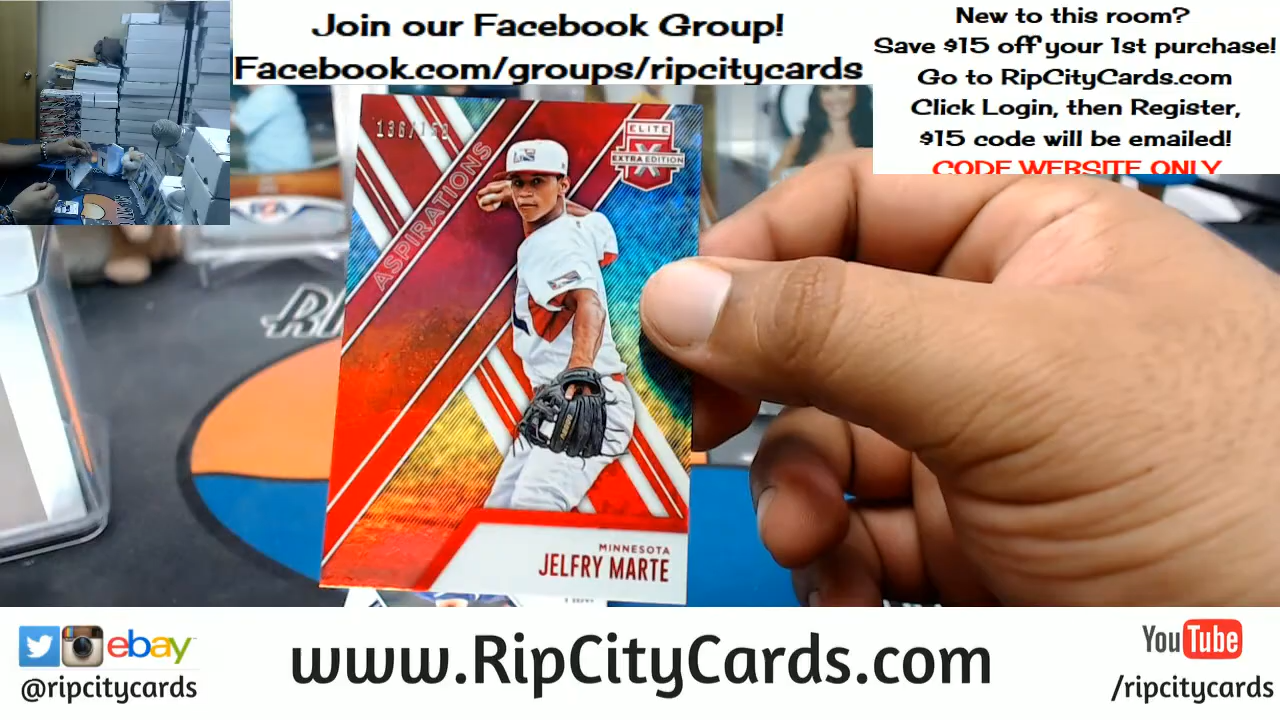 Join our Facebook Group!
Facebook.com/groups/ripcitycards
New to this room?
Save $15 off your 1st purchase!
Go to RipCityCards.com
Click Login, then Register,
$15 code will be emailed!
CODE WEBSITE ONLY
ASPIRATIONS
ELITE
X
EXTRA EDITION
MINNESOTA
JELFRY MARTE
ebay
@ripcitycards
www.RipCityCards.com
YouTube
/ripcitycards